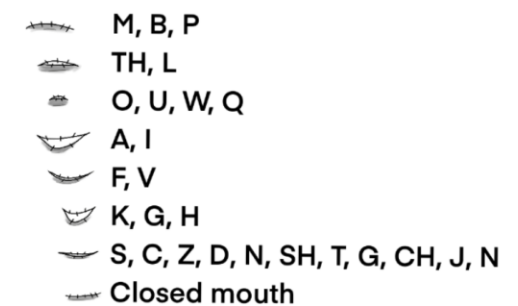 M, B, P
TH, L
O, U, W, Q
A, I
F, V
K, G, H
S, C, Z, D, N, SH, T, G, CH, J, N
Closed mouth